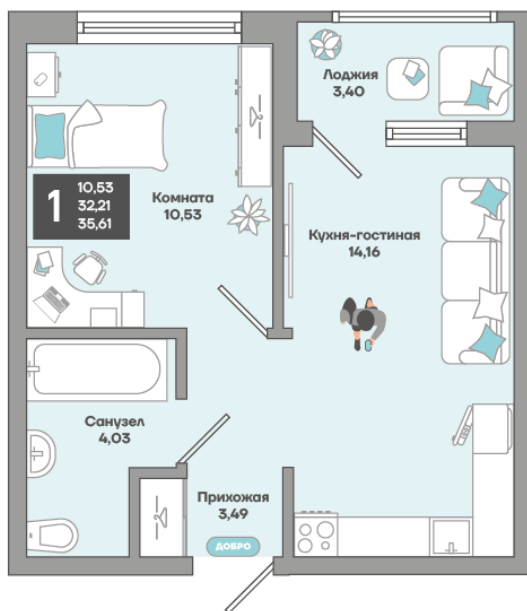 Лоджия
3,40
1
10,53
32,21
35,61
Комната
10,53
Кухня-гостиная
14,16
Санузел
4,03
Прихожая
3,49
ДОБРО